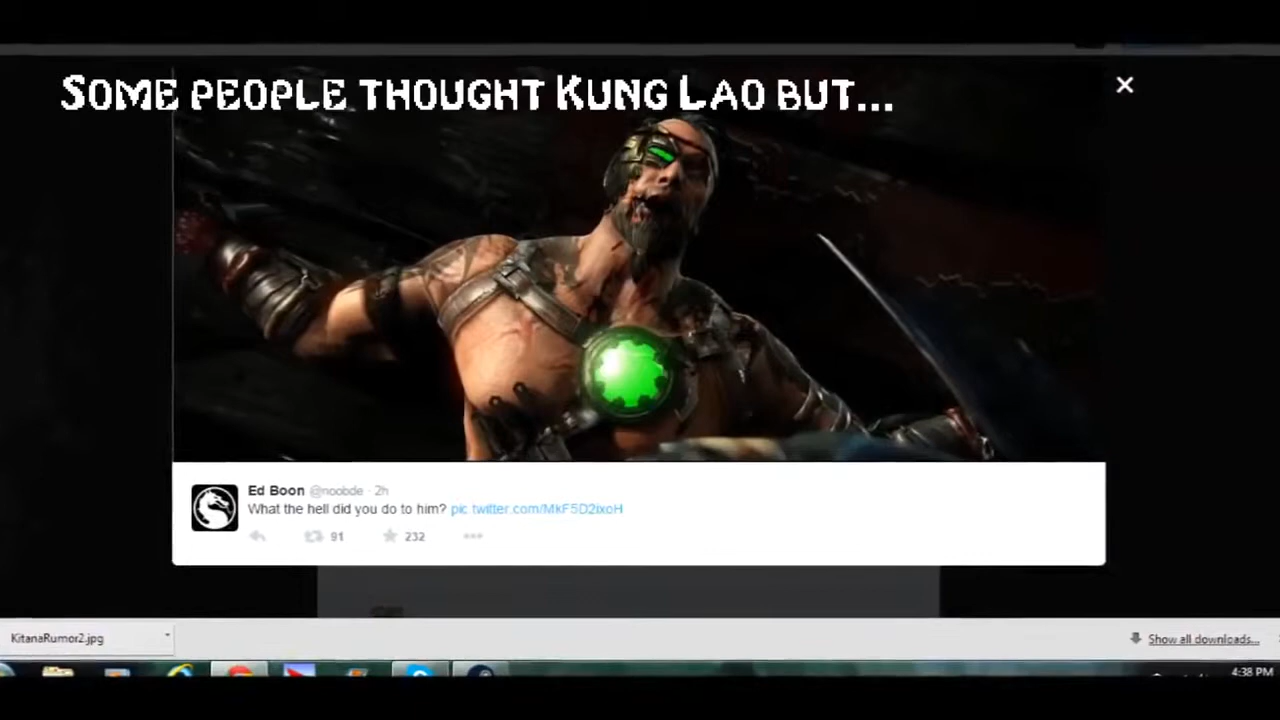 Some people thought Kung Lao but...
Ed Boon @noobde · 2h
What the hell did you do to him? pic.twitter.com/MkF5D2ixoH
91 232
KitanaRumor2.jpg
Show all downloads...
4:38 PM